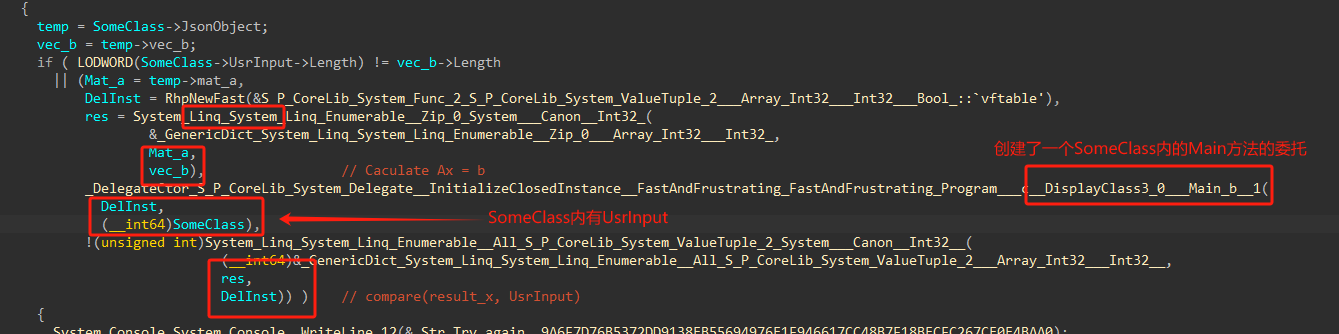 {
temp = SomeClass->JsonObject;
vec_b = temp->vec_b;
if ( LODWORD(SomeClass->UsrInput->Length) != vec_b->Length
|| (Mat_a = temp->mat_a,
DelInst = RhpNewFast(&S_P_CoreLib_System_Func_2_S_P_CoreLib_System_ValueTuple_2___Array_Int32___Int32___Bool_::`vftable'),
res = System_Linq_System_Linq_Enumerable__Zip_0_System___Canon__Int32_(
&_GenericDict_System_Linq_System_Linq_Enumerable__Zip_0___Array_Int32___Int32_,
Mat_a,
vec_b), // Caculate Ax = b
创建了一个SomeClass内的Main方法的委托
_DelegateCtor_S_P_CoreLib_System_Delegate__InitializeClosedInstance__FastAndFrustrating_FastAndFrustrating_Program___c__DisplayClass3_0___Main_b__1(
DelInst,
(__int64)SomeClass),
SomeClass内有UsrInput
!(unsigned int)System_Linq_System_Linq_Enumerable__All_S_P_CoreLib_System_ValueTuple_2_System___Canon__Int32__(
(__int64)&_GenericDict_System_Linq_System_Linq_Enumerable__All_S_P_CoreLib_System_ValueTuple_2___Array_Int32___Int32__,
res,
DelInst)) ) // compare(result_x, UsrInput)
{